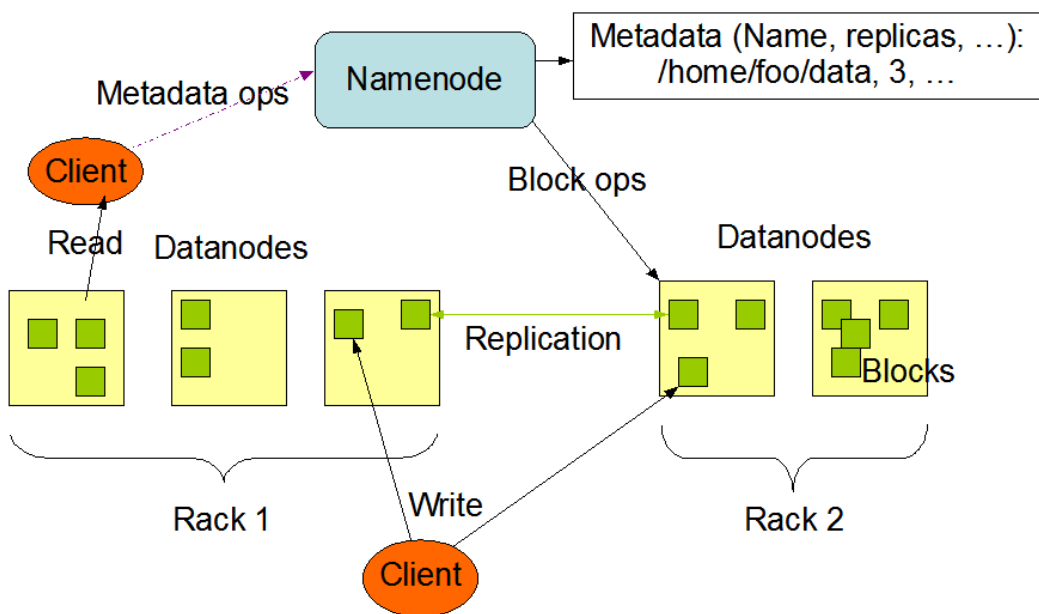 Metadata (Name, replicas, …):
/home/foo/data, 3, …
Namenode
Metadata ops
Client
Block ops
Read
Datanodes
Datanodes
Replication
Blocks
Write
Rack 1
Rack 2
Client